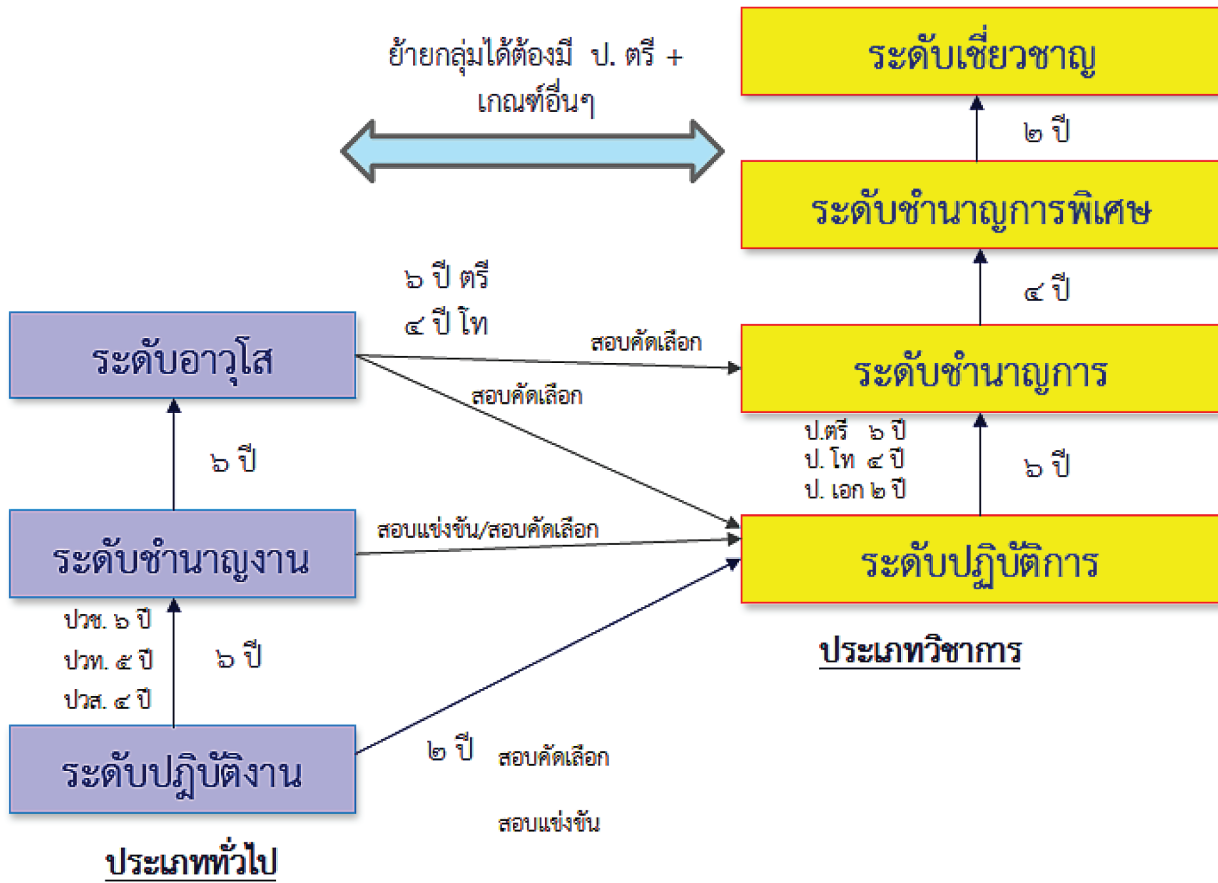 ย้ายกลุ่มได้ต้องมี ป. ตรี +
เกณฑ์อื่นๆ
ระดับเชี่ยวชาญ
๒ ปี
ระดับชำนาญการพิเศษ
๔ ปี
๖ ปี ตรี
๔ ปี โท
ระดับอาวุโส
สอบคัดเลือก
ระดับชำนาญการ
สอบคัดเลือก
๖ ปี
ป.ตรี ๖ ปี
ป. โท ๔ ปี
ป. เอก ๒ ปี
๖ ปี
ระดับชำนาญงาน
สอบแข่งขัน/สอบคัดเลือก
ระดับปฏิบัติการ
ปวช. ๖ ปี
ปวท. ๕ ปี
ปวส. ๔ ปี
๖ ปี
ประเภทวิชาการ
ระดับปฎิบัติงาน
๒ ปี
สอบคัดเลือก
สอบแข่งขัน
ประเภททั่วไป